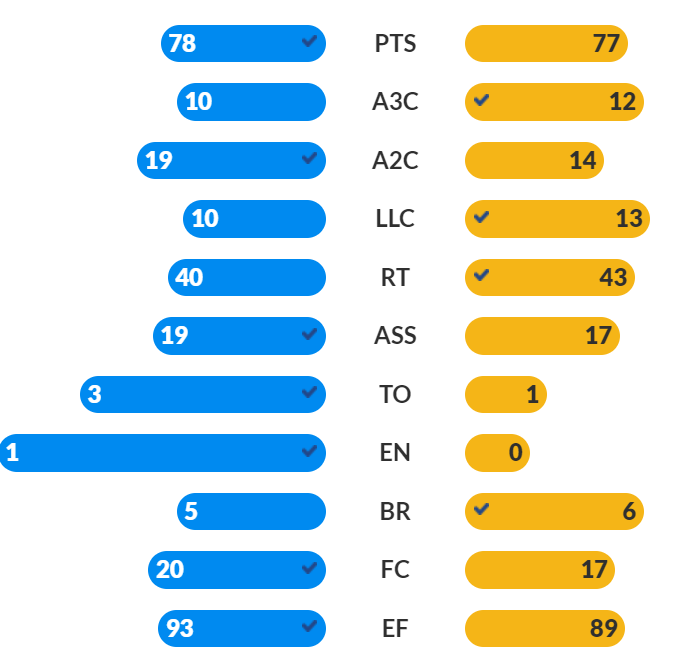 78 PTS 77
10 A3C 12
19 A2C 14
10 LLC 13
40 RT 43
19 ASS 17
3 TO 1
1 EN 0
5 BR 6
20 FC 17
93 EF 89